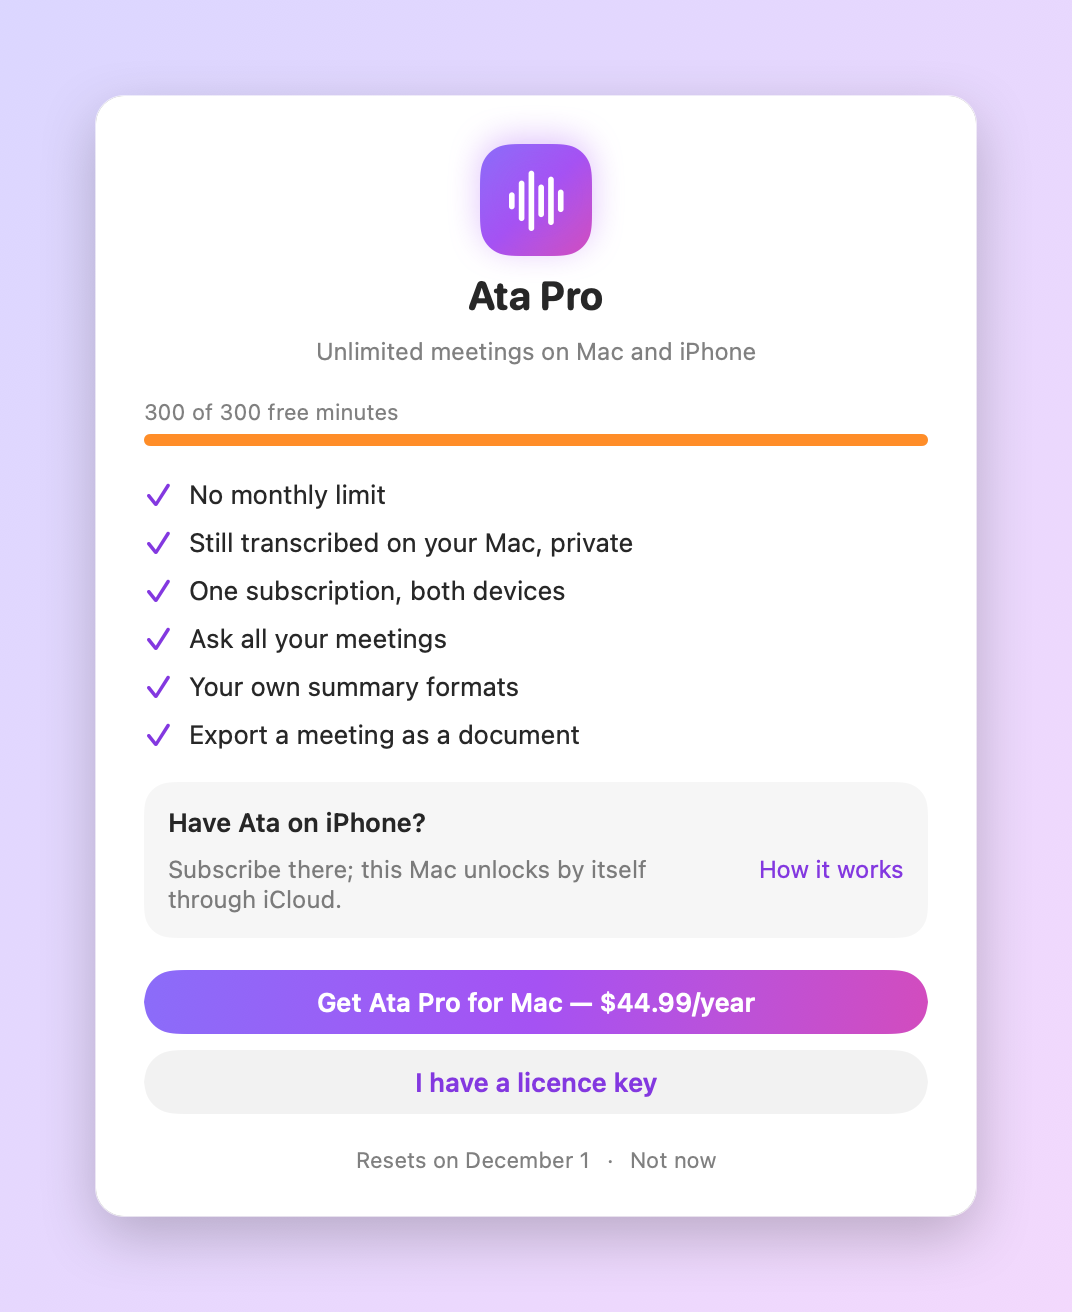 Ata Pro
Unlimited meetings on Mac and iPhone
300 of 300 free minutes
No monthly limit
Still transcribed on your Mac, private
One subscription, both devices
Ask all your meetings
Your own summary formats
Export a meeting as a document
Have Ata on iPhone?
Subscribe there; this Mac unlocks by itself
through iCloud.
How it works
Get Ata Pro for Mac — $44.99/year
I have a licence key
Resets on December 1 · Not now